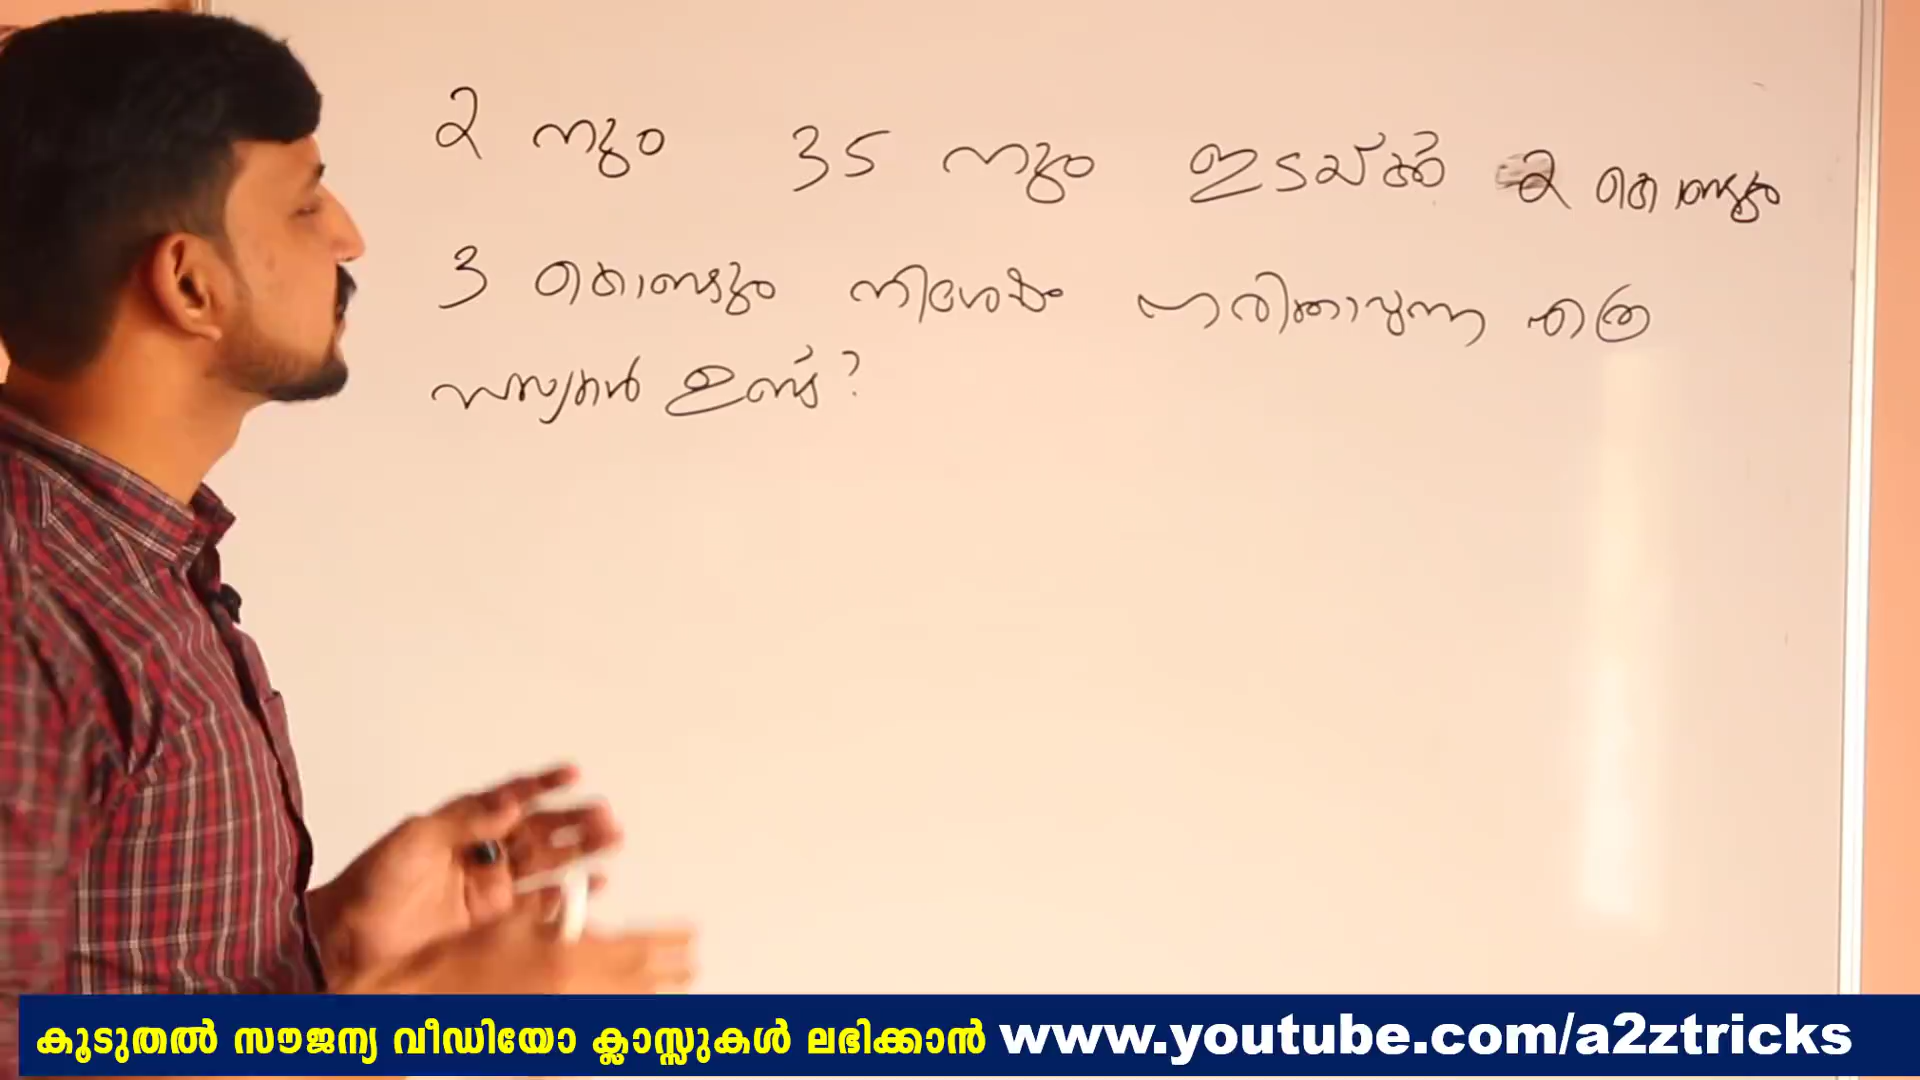 2 നും 35 നും ഇടയ്ക്ക് 2 കൊണ്ടും
3 കൊണ്ടും നിശേഷം ഹരിക്കാവുന്ന എത്ര
സംഖ്യകൾ ഉണ്ട്?
കൂടുതൽ സൗജന്യ വീഡിയോ ക്ലാസ്സുകൾ ലഭിക്കാൻ www.youtube.com/a2ztricks